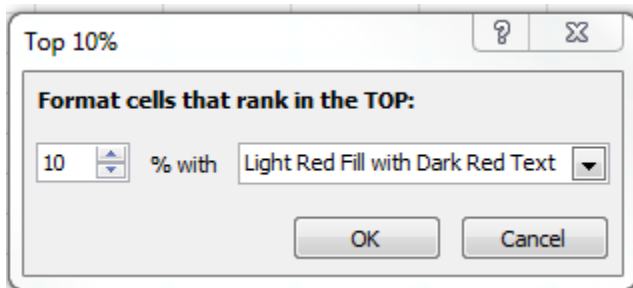 Top 10%
Format cells that rank in the TOP:
10 % with Light Red Fill with Dark Red Text
OK Cancel